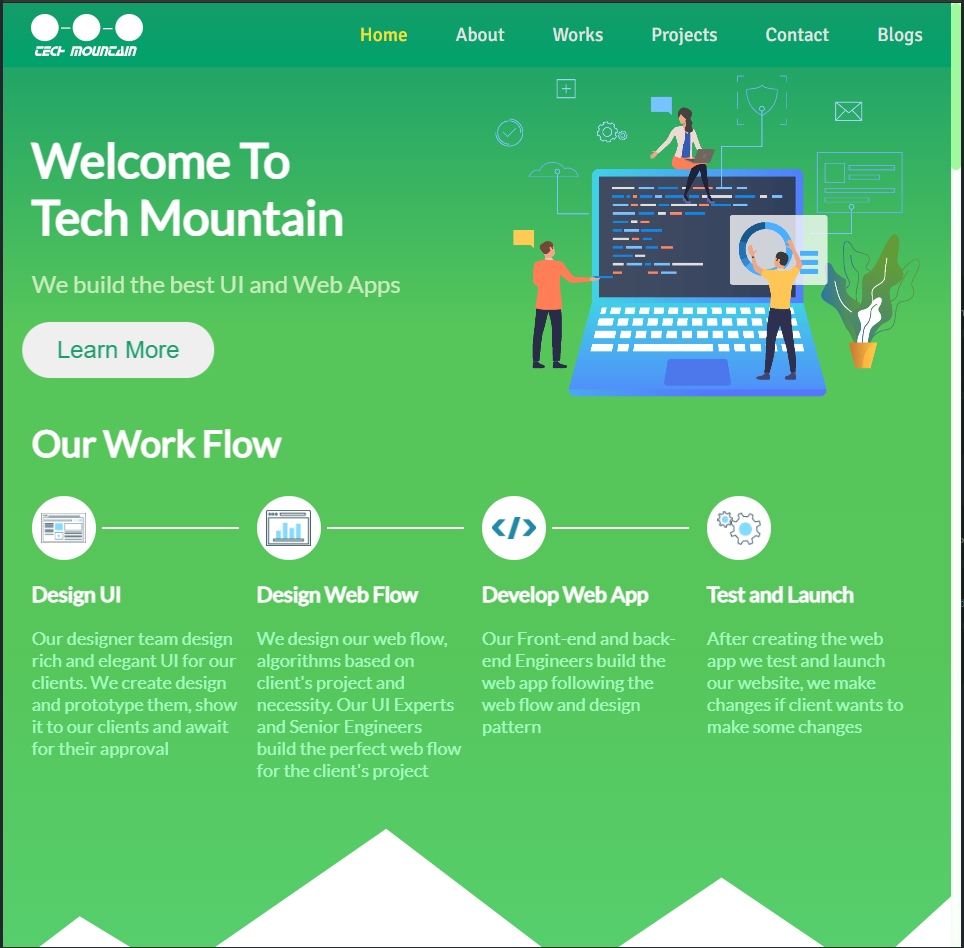 TECH MOUNTAIN
Home About Works Projects Contact Blogs
Welcome To
Tech Mountain
We build the best UI and Web Apps
Learn More
Our Work Flow
</>
Design UI
Our designer team design
rich and elegant UI for our
clients. We create design
and prototype them, show
it to our clients and await
for their approval
Design Web Flow
We design our web flow,
algorithms based on
client's project and
necessity. Our UI Experts
and Senior Engineers
build the perfect web flow
for the client's project
Develop Web App
Our Front-end and back-
end Engineers build the
web app following the
web flow and design
pattern
Test and Launch
After creating the web
app we test and launch
our website, we make
changes if client wants to
make some changes